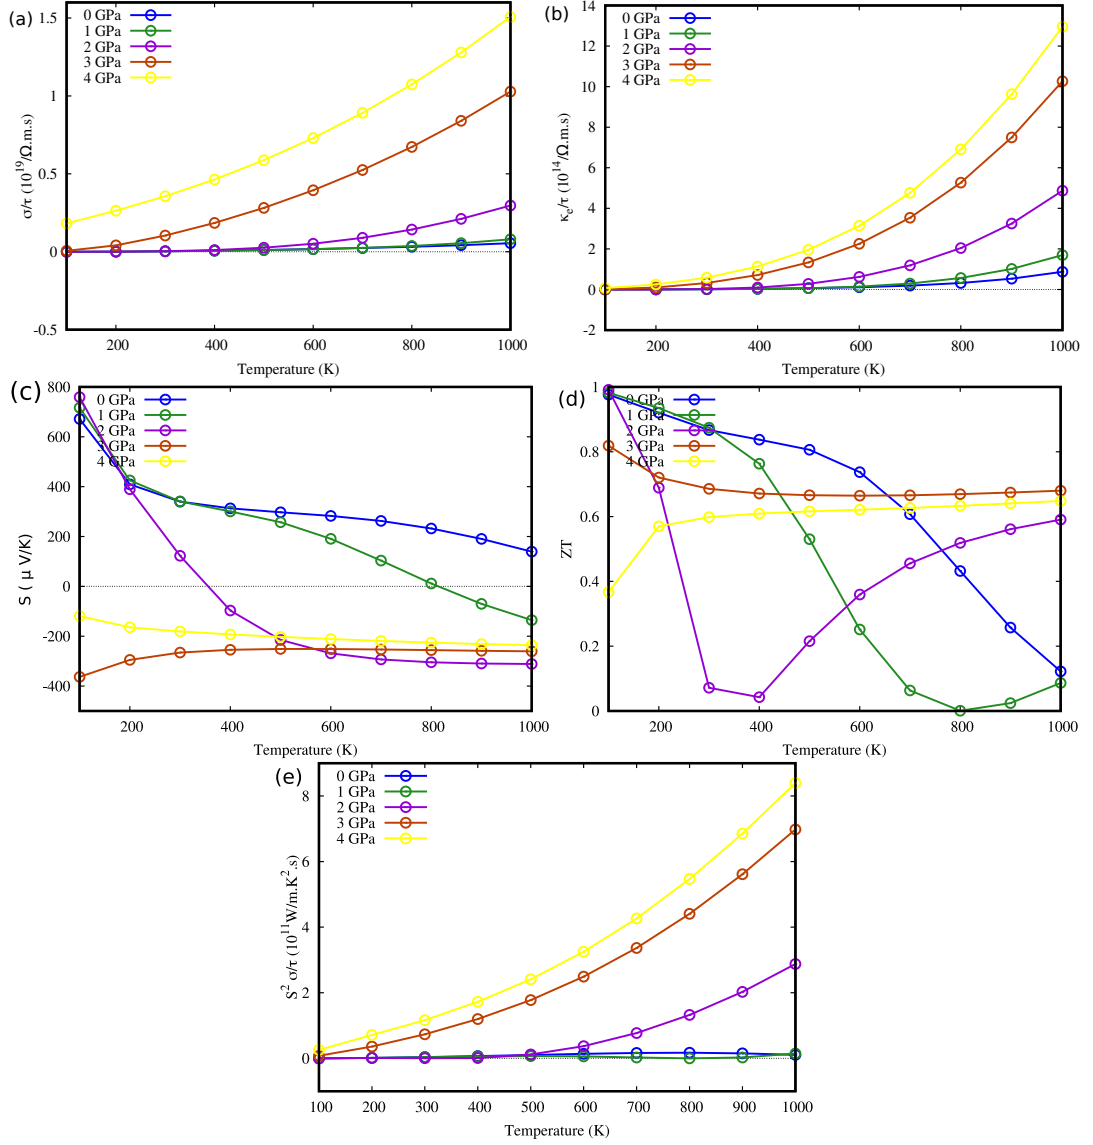 (a)
0 GPa
1 GPa
2 GPa
3 GPa
4 GPa
1.5
1
0.5
0
-0.5
σ/τ (10¹⁹/Ω.m.s)
200
400
600
800
1000
Temperature (K)
(b)
0 GPa
1 GPa
2 GPa
3 GPa
4 GPa
14
12
10
8
6
4
2
0
-2
κₑ/τ (10¹⁴/Ω.m.s)
200
400
600
800
1000
Temperature (K)
(c)
0 GPa
1 GPa
2 GPa
3 GPa
4 GPa
800
600
400
200
0
-200
-400
S ( μ V/K)
200
400
600
800
1000
Temperature (K)
(d)
0 GPa
1 GPa
2 GPa
3 GPa
4 GPa
1
0.8
0.6
0.4
0.2
0
ZT
200
400
600
800
1000
Temperature (K)
(e)
0 GPa
1 GPa
2 GPa
3 GPa
4 GPa
8
6
4
2
0
S² σ/τ (10¹¹W/m.K².s)
100
200
300
400
500
600
700
800
900
1000
Temperature (K)